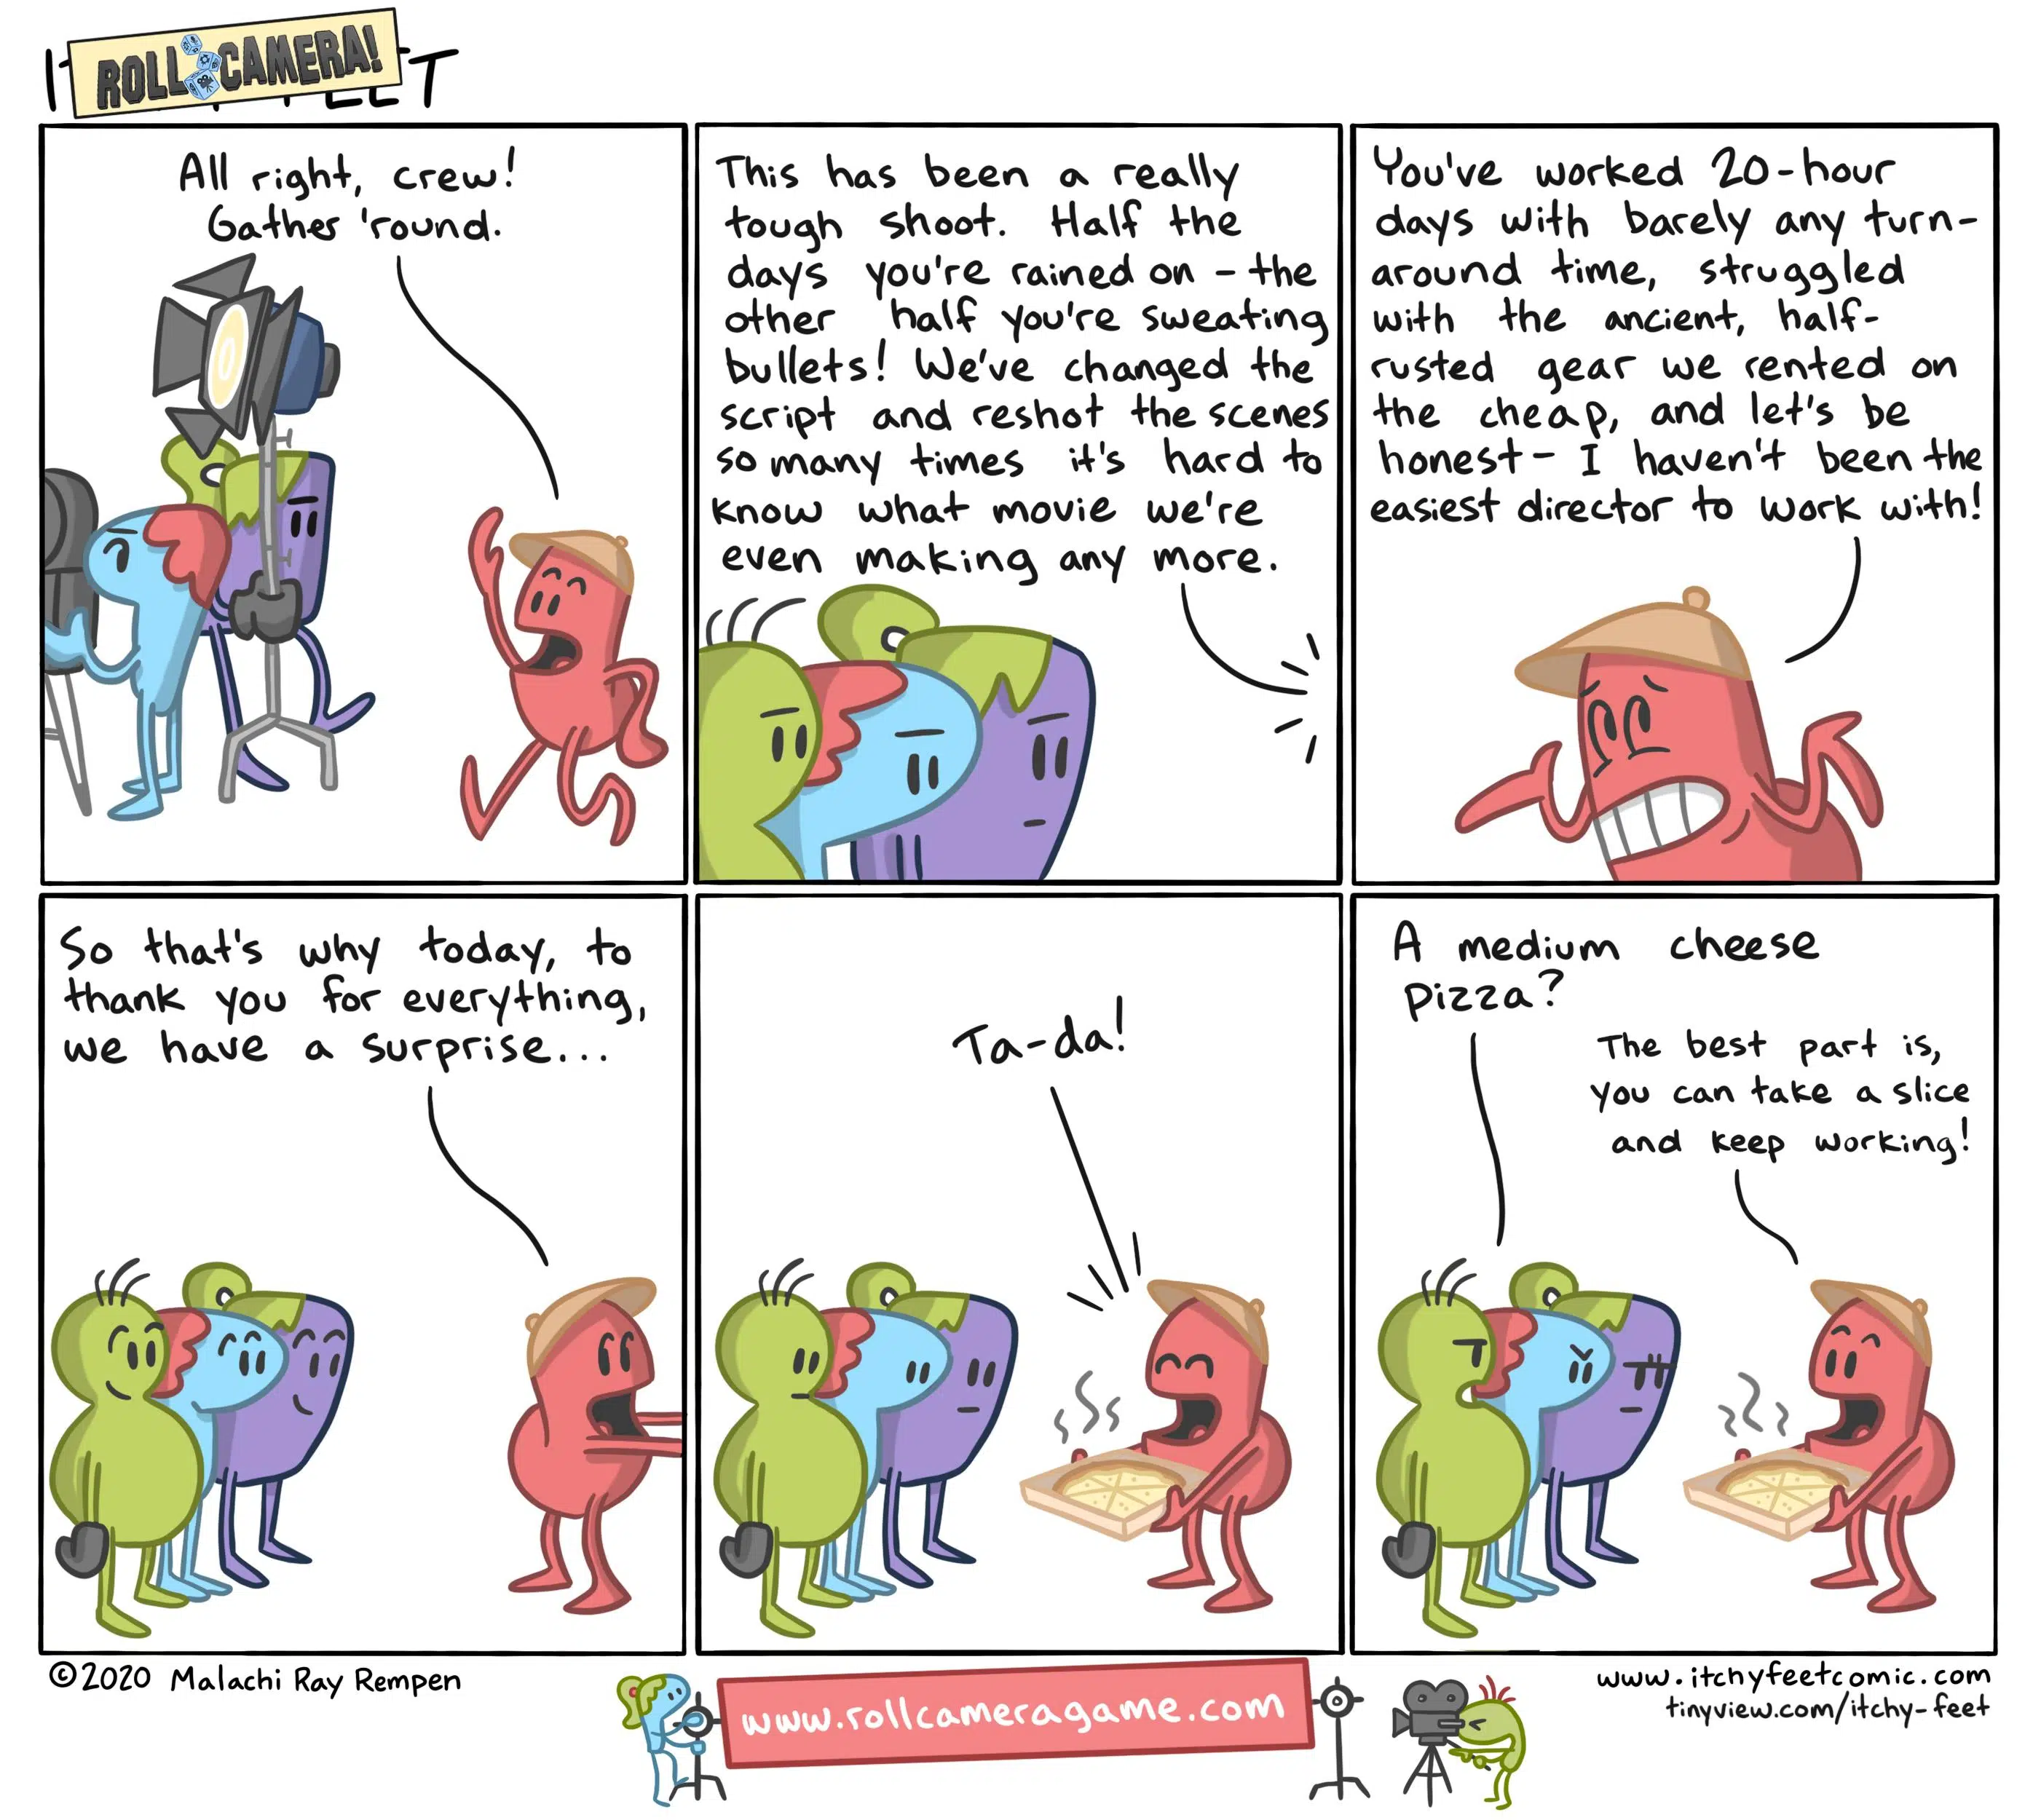 ROLL CAMERA!
All right, crew!
Gather 'round.
This has been a really
tough shoot. Half the
days you're rained on - the
other half you're sweating
bullets! We've changed the
script and reshot the scenes
so many times it's hard to
know what movie we're
even making any more.
You've worked 20-hour
days with barely any turn-
around time, struggled
with the ancient, half-
rusted gear we rented on
the cheap, and let's be
honest - I haven't been the
easiest director to work with!
So that's why today, to
thank you for everything,
we have a surprise...
Ta-da!
A medium cheese
pizza?
The best part is,
you can take a slice
and keep working!
©2020 Malachi Ray Rempen
www.rollcameragame.com
www.itchyfeetcomic.com
tinyview.com/itchy-feet